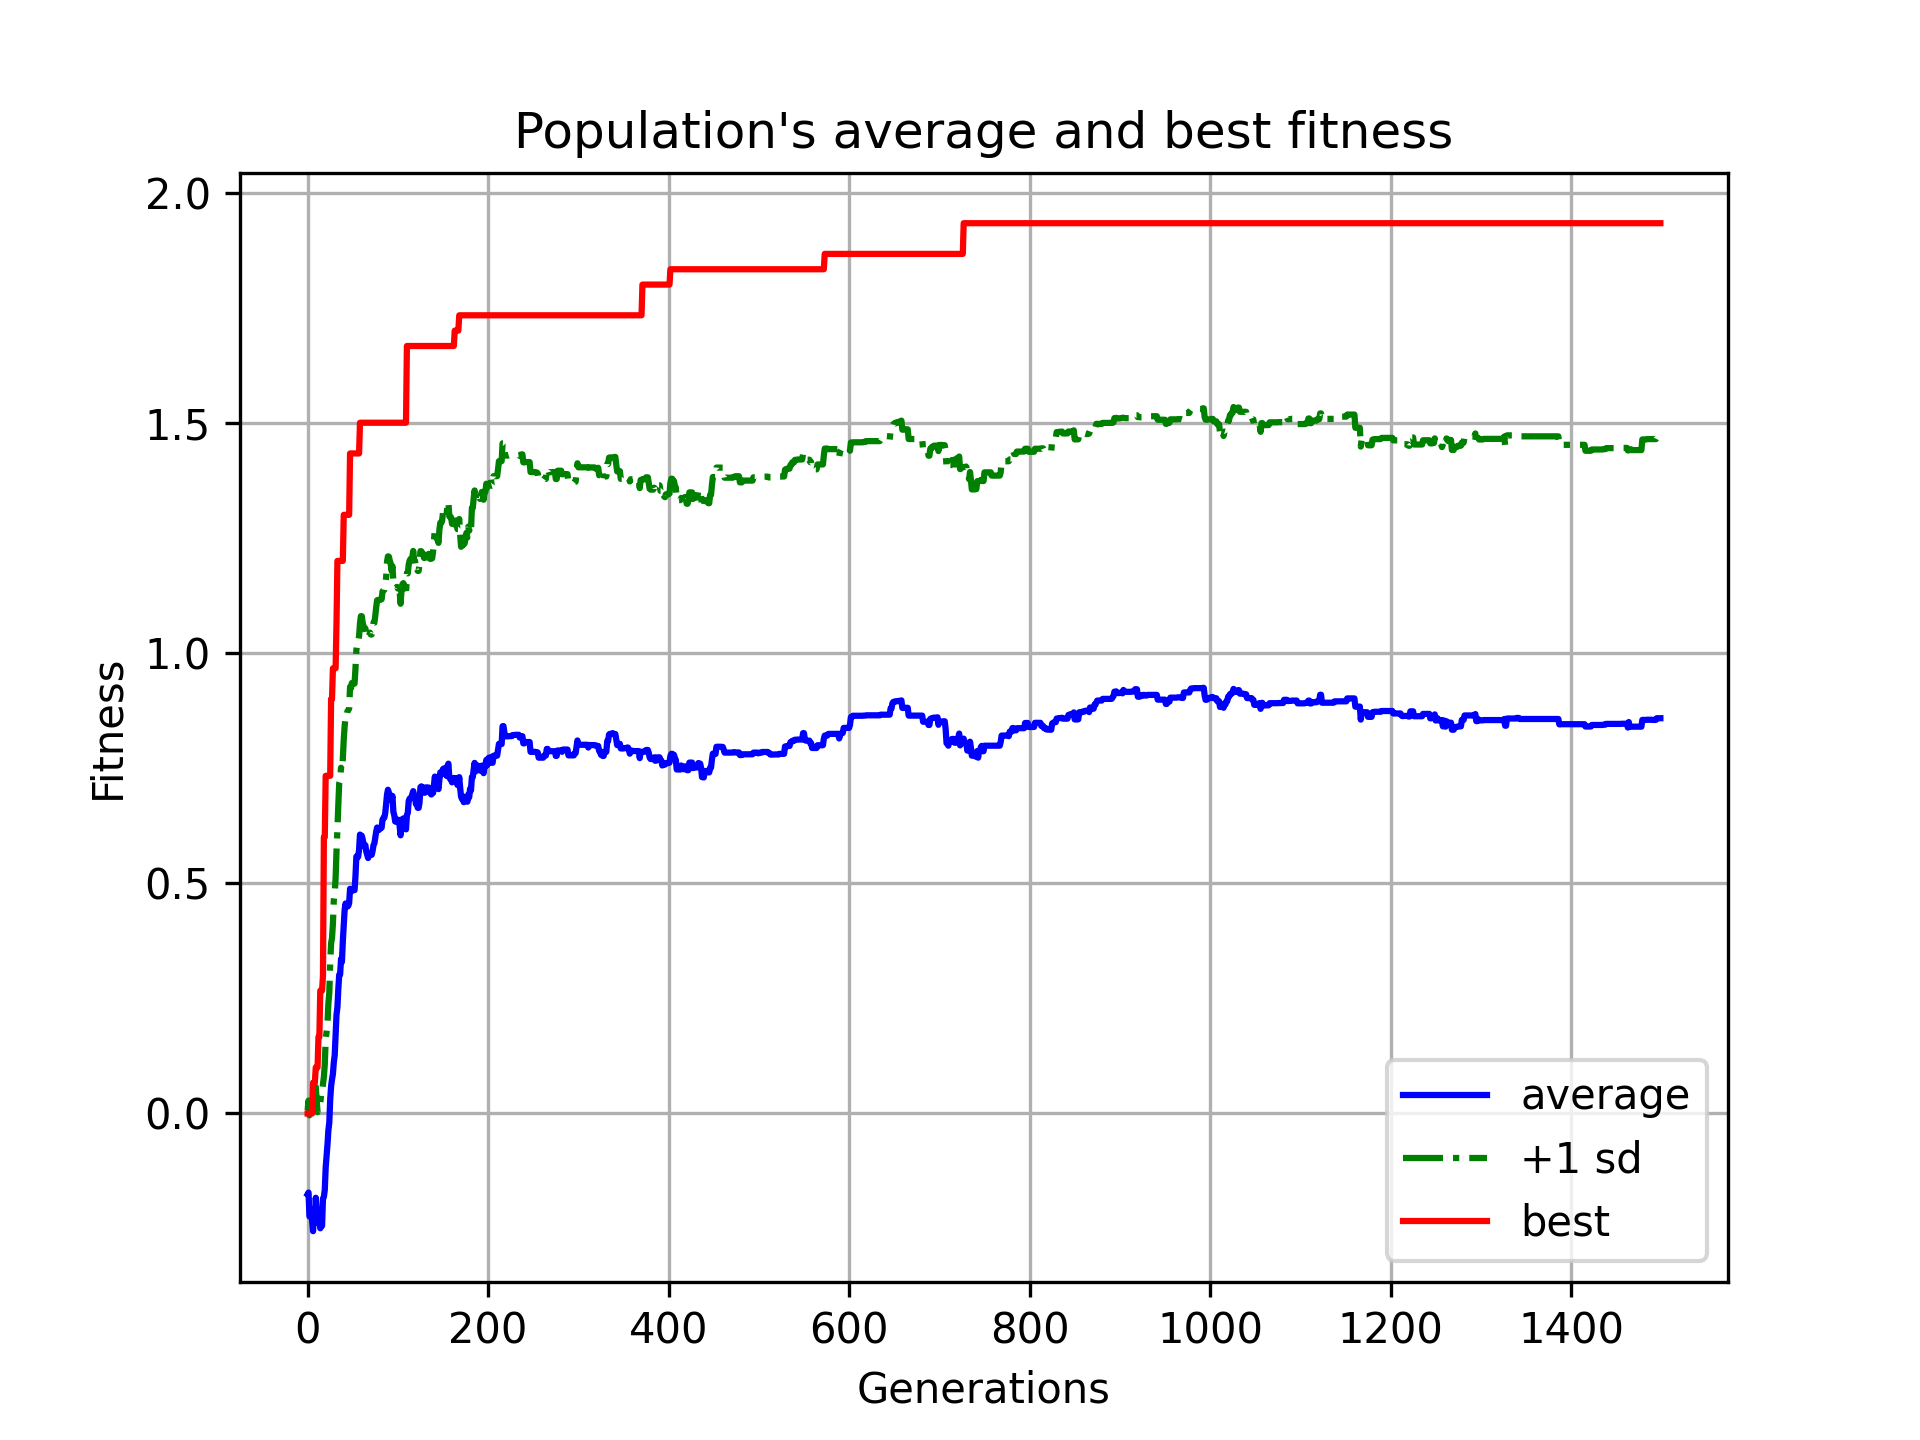 Population's average and best fitness
2.0
1.5
1.0
0.5
0.0
Fitness
0 200 400 600 800 1000 1200 1400
Generations
average
+1 sd
best